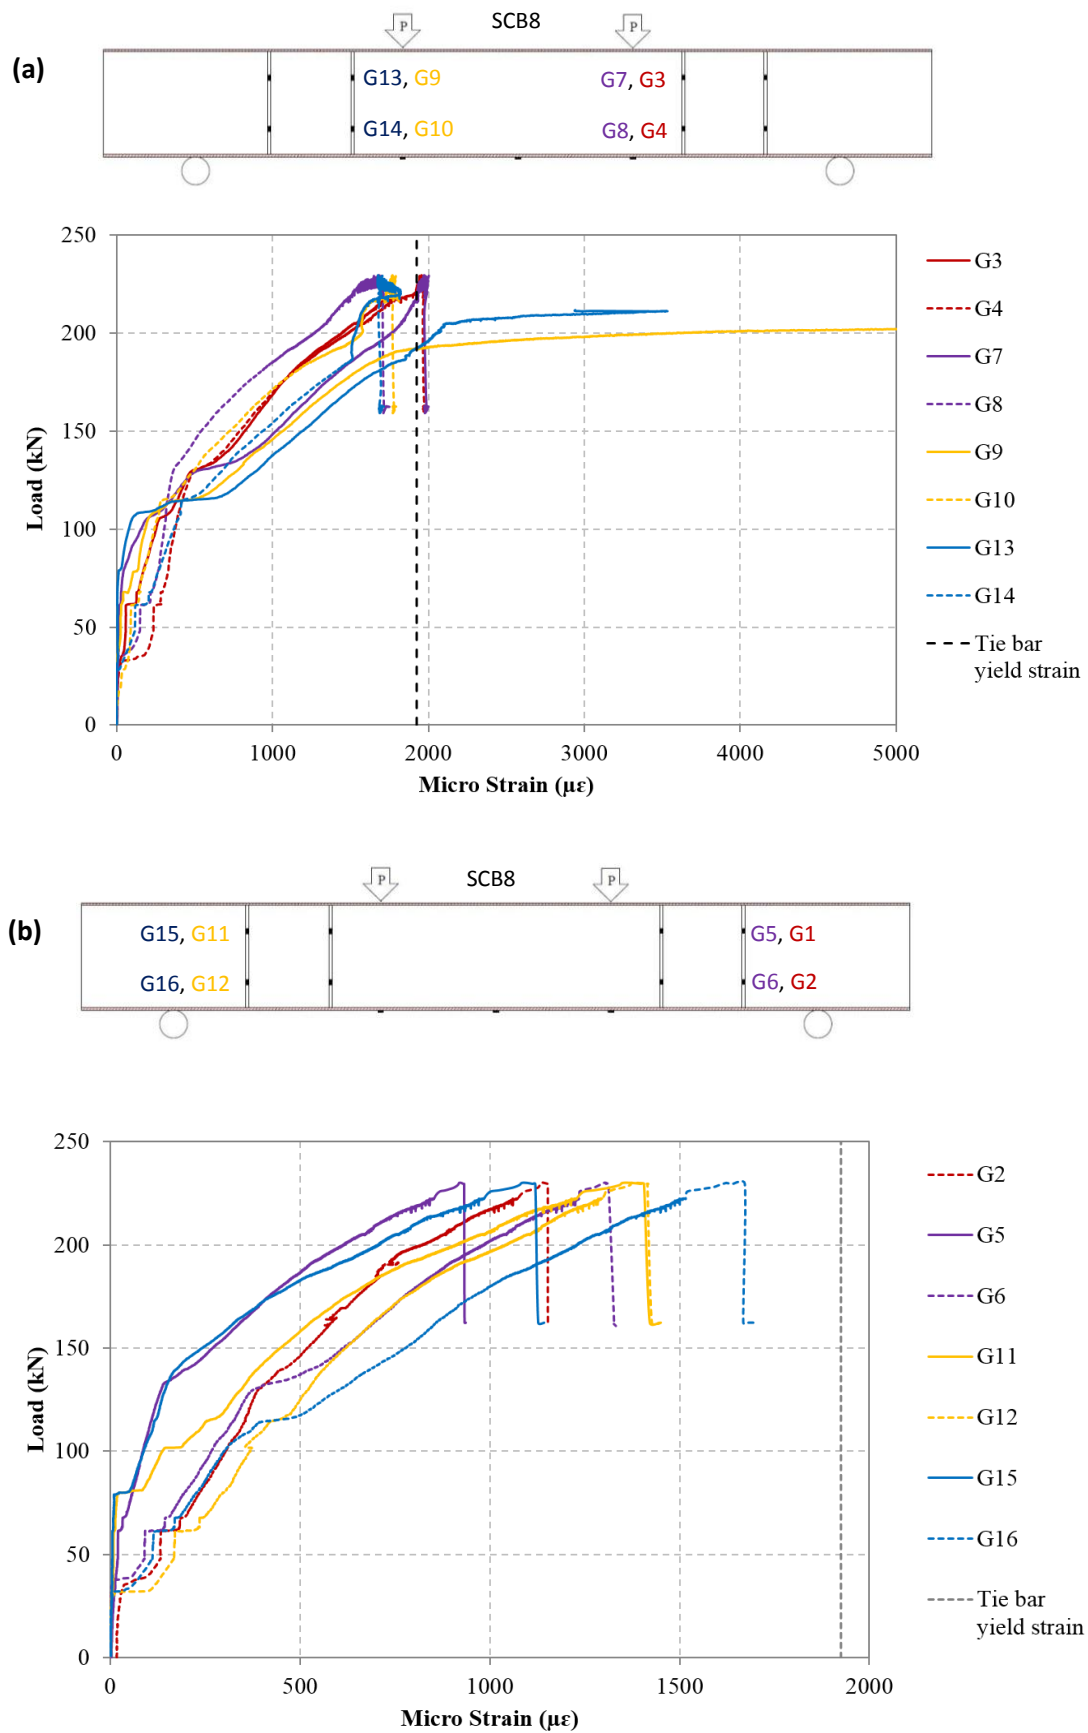 SCB8
P P
(a)
G13, G9 G7, G3
G14, G10 G8, G4
250
200
150
100
50
0
Load (kN)
0 1000 2000 3000 4000 5000
Micro Strain (με)
G3
G4
G7
G8
G9
G10
G13
G14
Tie bar
yield strain
SCB8
P P
(b)
G15, G11 G5, G1
G16, G12 G6, G2
250
200
150
100
50
0
Load (kN)
0 500 1000 1500 2000
Micro Strain (με)
G2
G5
G6
G11
G12
G15
G16
Tie bar
yield strain